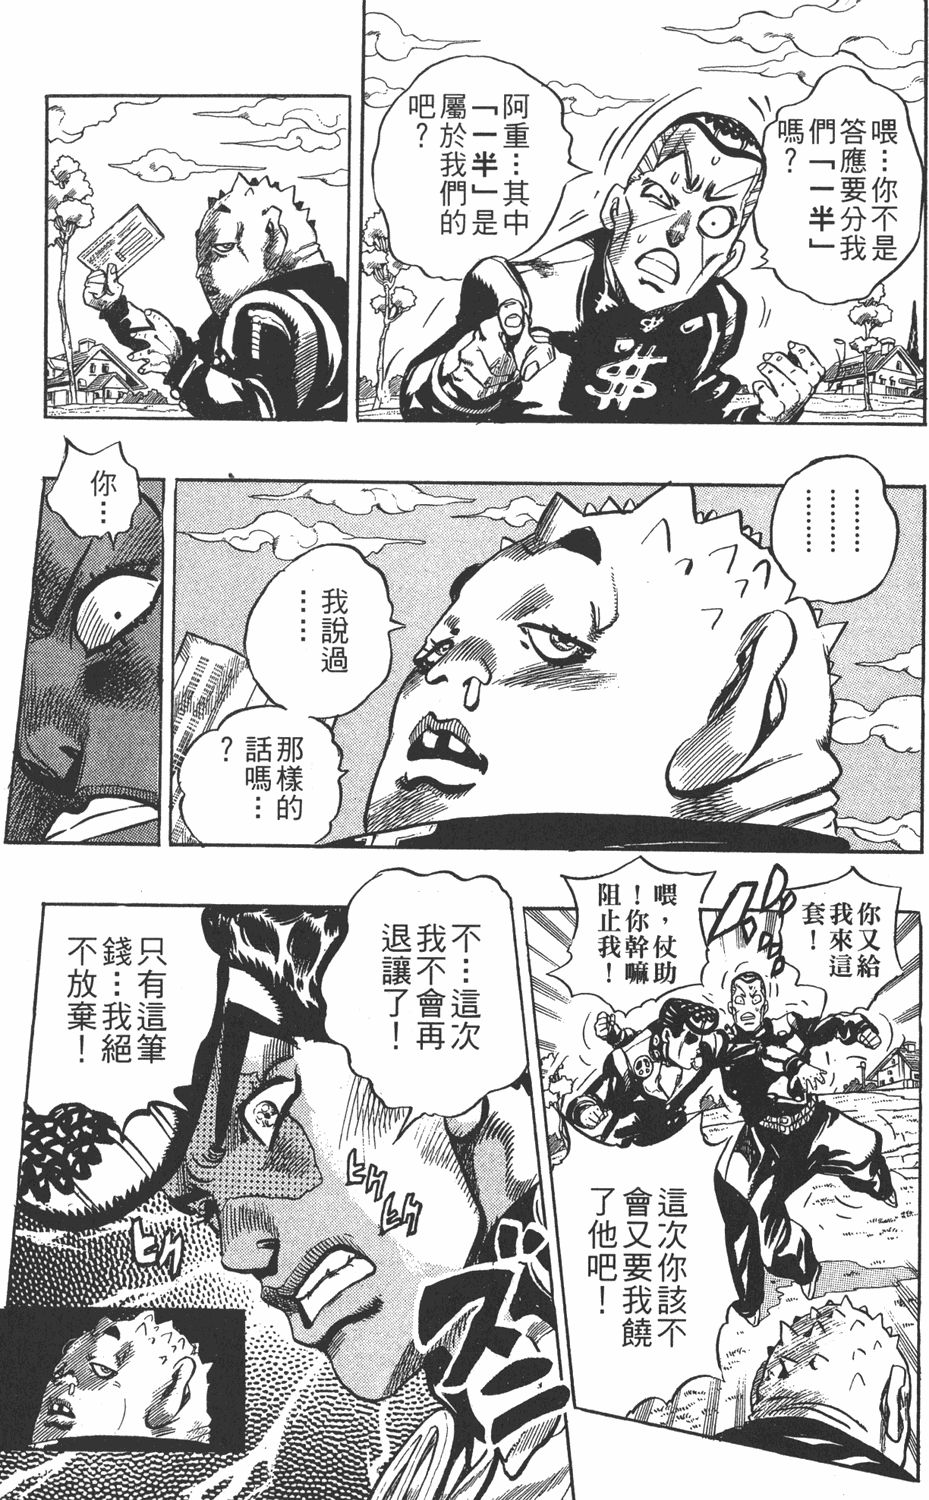 喂…你不是
答應要分我
們「一半」
嗎？
阿重…其中
「一半」是
屬於我們的
吧？
………
………
我說過
……
那樣的
話嗎…
？
你…
你又給
我來這
套！
喂，仗助
！你幹嘛
阻止我！
這次你該不
會又要我饒
了他吧！
不…這次
我不會再
退讓了！
只有這筆
錢…我絕
不放棄！